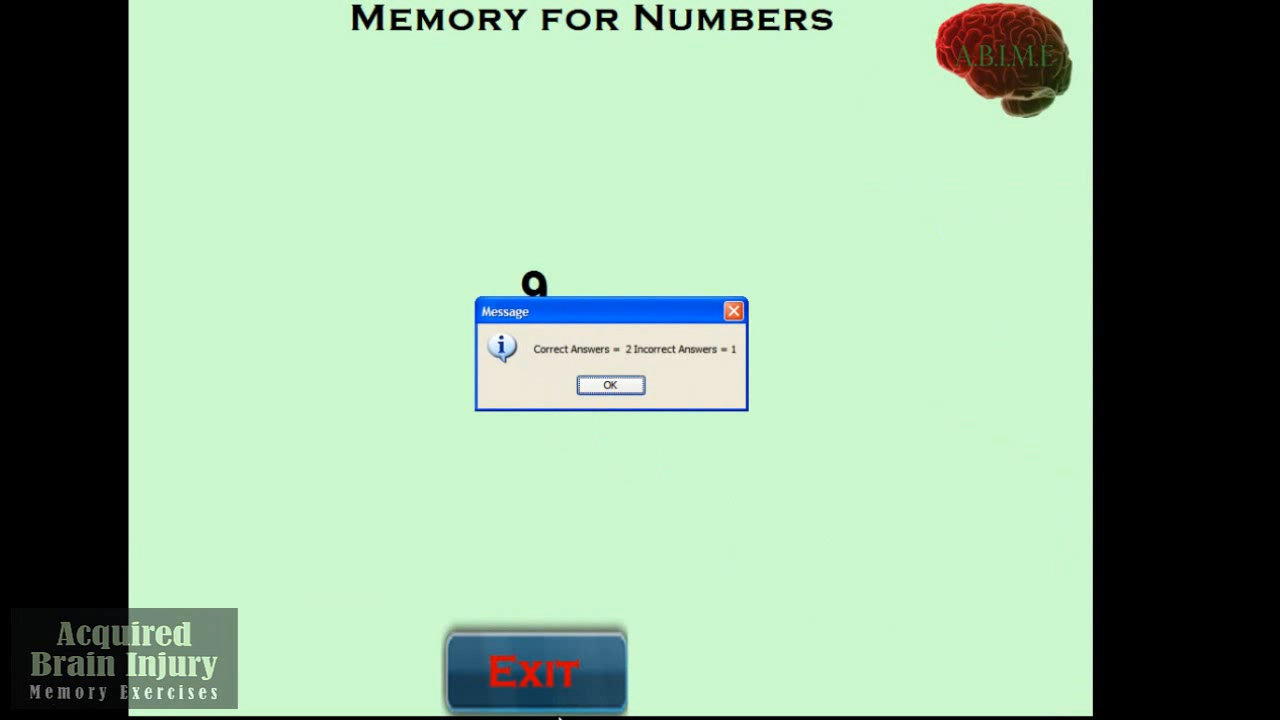 MEMORY FOR NUMBERS
A.B.I.M.E
9
Message
Correct Answers = 2 Incorrect Answers = 1
OK
EXIT
Acquired
Brain Injury
Memory Exercises